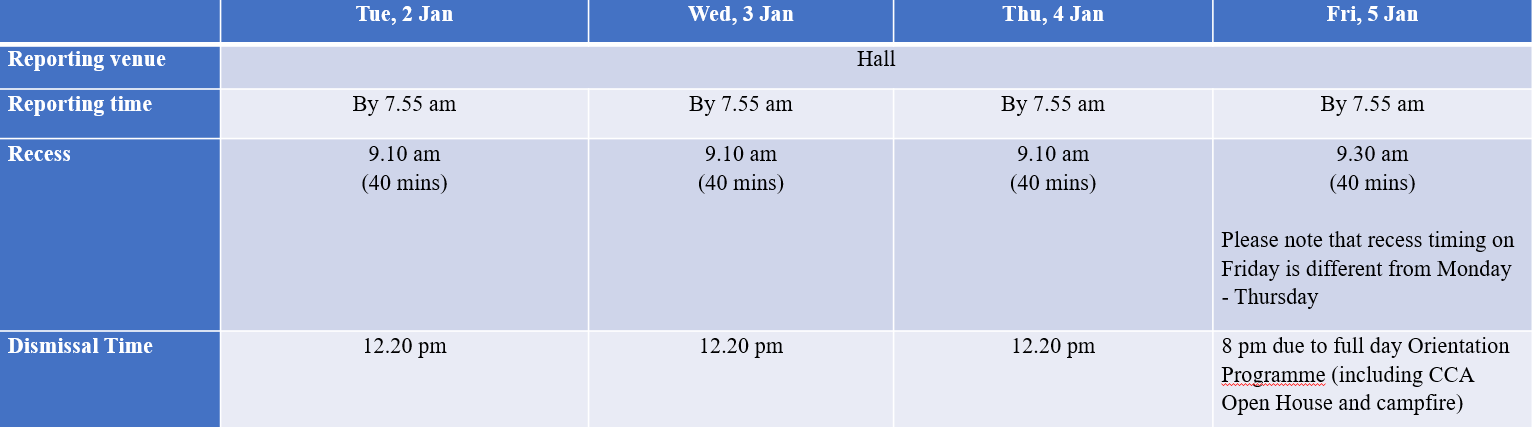 Tue, 2 Jan Wed, 3 Jan Thu, 4 Jan Fri, 5 Jan
Reporting venue Hall
Reporting time By 7.55 am By 7.55 am By 7.55 am By 7.55 am
Recess 9.10 am 9.10 am 9.10 am 9.30 am
(40 mins) (40 mins) (40 mins) (40 mins)
Please note that recess timing on
Friday is different from Monday
- Thursday
Dismissal Time 12.20 pm 12.20 pm 12.20 pm 8 pm due to full day Orientation
Programme (including CCA
Open House and campfire)